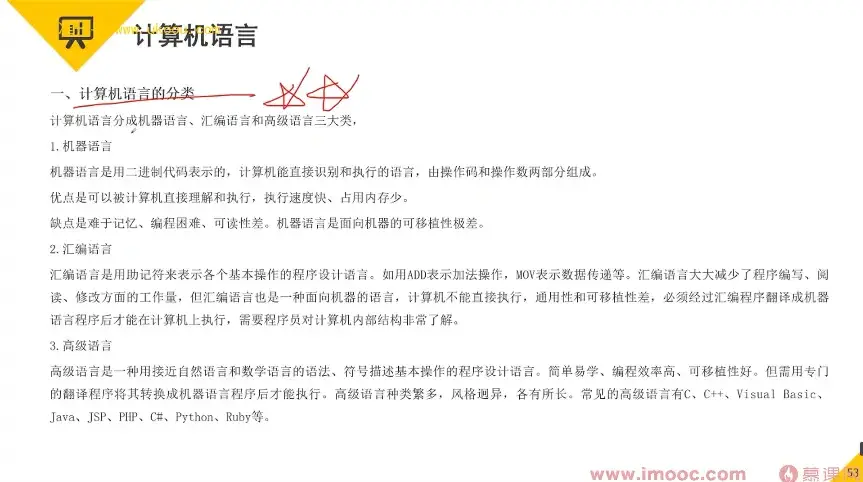 计算机语言
一、计算机语言的分类
计算机语言分成机器语言、汇编语言和高级语言三大类,
1.机器语言
机器语言是用二进制代码表示的，计算机能直接识别和执行的语言，由操作码和操作数两部分组成。
优点是可以被计算机直接理解和执行，执行速度快、占用内存少。
缺点是难于记忆、编程困难、可读性差。机器语言是面向机器的可移植性极差。
2.汇编语言
汇编语言是用助记符来表示各个基本操作的程序设计语言。如用ADD表示加法操作，MOV表示数据传递等。汇编语言大大减少了程序编写、阅
读、修改方面的工作量，但汇编语言也是一种面向机器的语言，计算机不能直接执行，通用性和可移植性差，必须经过汇编程序翻译成机器
语言程序后才能在计算机上执行，需要程序员对计算机内部结构非常了解。
3.高级语言
高级语言是一种用接近自然语言和数学语言的语法、符号描述基本操作的程序设计语言。简单易学、编程效率高、可移植性好。但需用专门
的翻译程序将其转换成机器语言程序后才能执行。高级语言种类繁多，风格迥异，各有所长。常见的高级语言有C、C++、Visual Basic、
Java、JSP、PHP、C#、Python、Ruby等。
www.imooc.com 慕课
53